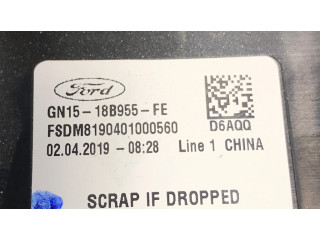 Ford
GN15-18B955-FE
FSDM8190401000560
D6AQQ
02.04.2019-08:28 Line 1 CHINA
SCRAP IF DROPPED